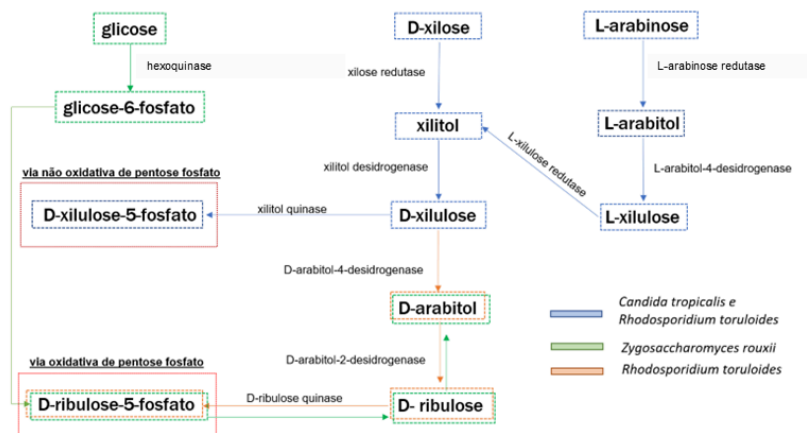 glicose
D-xilose
L-arabinose
hexoquinase
xilose redutase
L-arabinose redutase
glicose-6-fosfato
xilitol
L-arabitol
L-xilulose redutase
xilitol desidrogenase
L-arabitol-4-desidrogenase
via não oxidativa de pentose fosfato
D-xilulose-5-fosfato
xilitol quinase
D-xilulose
L-xilulose
D-arabitol-4-desidrogenase
D-arabitol
Candida tropicalis e
Rhodosporidium toruloides
Zygosaccharomyces rouxii
Rhodosporidium toruloides
via oxidativa de pentose fosfato
D-arabitol-2-desidrogenase
D-ribulose-5-fosfato
D-ribulose quinase
D- ribulose